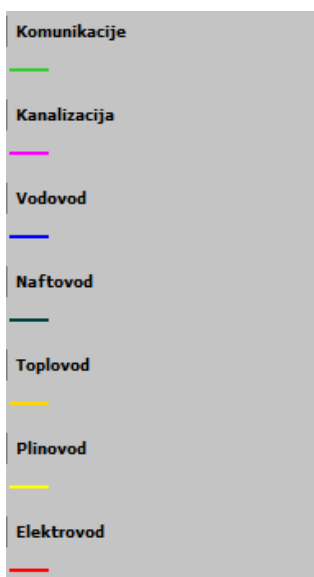 Komunikacije
Kanalizacija
Vodovod
Naftovod
Toplovod
Plinovod
Elektrovod